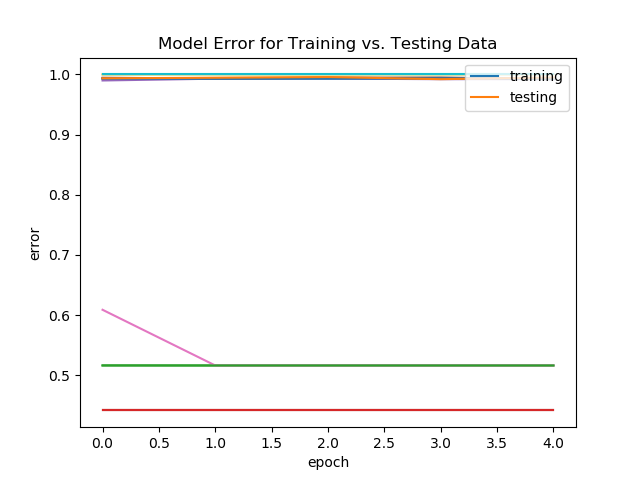 Model Error for Training vs. Testing Data
1.0
0.9
0.8
0.7
0.6
0.5
error
training
testing
0.0 0.5 1.0 1.5 2.0 2.5 3.0 3.5 4.0
epoch